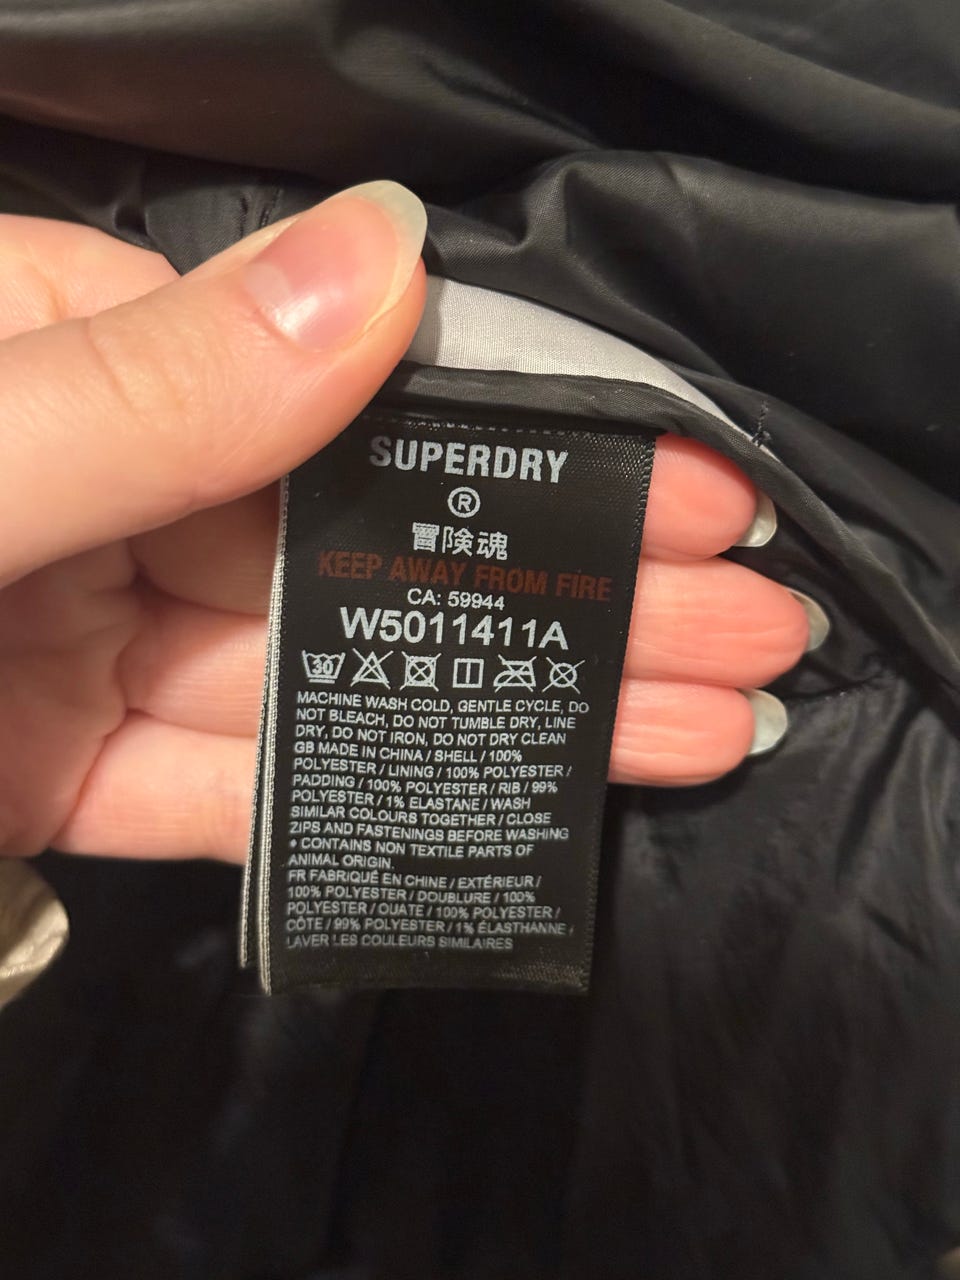 SUPERDRY
®
冒険魂
KEEP AWAY FROM FIRE
CA: 59944
W5011411A
30
MACHINE WASH COLD, GENTLE CYCLE, DO
NOT BLEACH, DO NOT TUMBLE DRY, LINE
DRY, DO NOT IRON, DO NOT DRY CLEAN
GB MADE IN CHINA / SHELL / 100%
POLYESTER / LINING / 100% POLYESTER /
PADDING / 100% POLYESTER / RIB / 99%
POLYESTER / 1% ELASTANE / WASH
SIMILAR COLOURS TOGETHER / CLOSE
ZIPS AND FASTENINGS BEFORE WASHING
• CONTAINS NON TEXTILE PARTS OF
ANIMAL ORIGIN.
FR FABRIQUÉ EN CHINE / EXTÉRIEUR /
100% POLYESTER / DOUBLURE / 100%
POLYESTER / OUATE / 100% POLYESTER /
CÔTE / 99% POLYESTER / 1% ÉLASTHANNE /
LAVER LES COULEURS SIMILAIRES